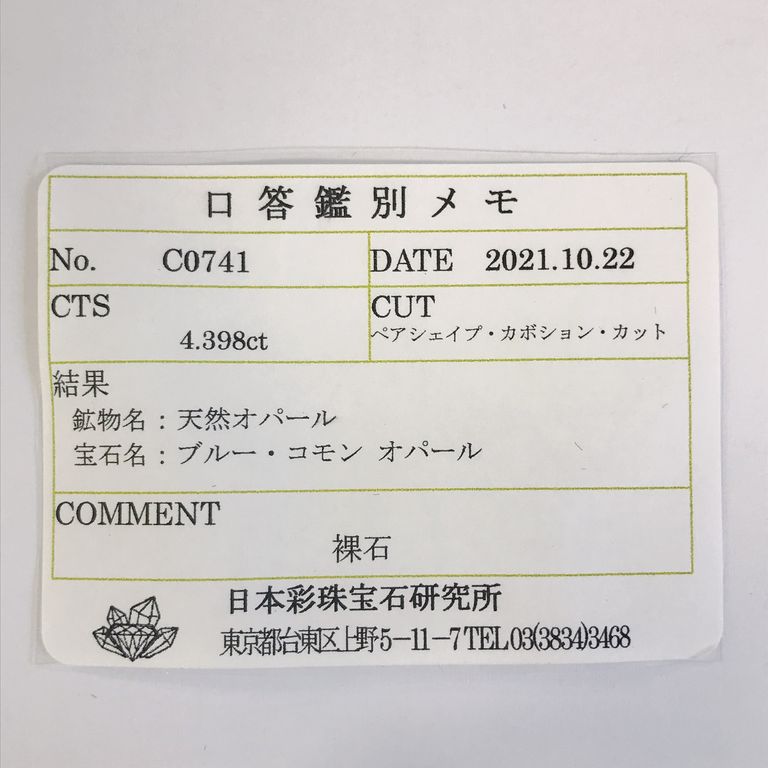 口答鑑別メモ
No. C0741
DATE 2021.10.22
CTS
4.398ct
CUT
ペアシェイプ・カボション・カット
結果
鉱物名：天然オパール
宝石名：ブルー・コモン オパール
COMMENT
裸石
日本彩珠宝石研究所
東京都台東区上野5－11－7 TEL 03(3834)3468